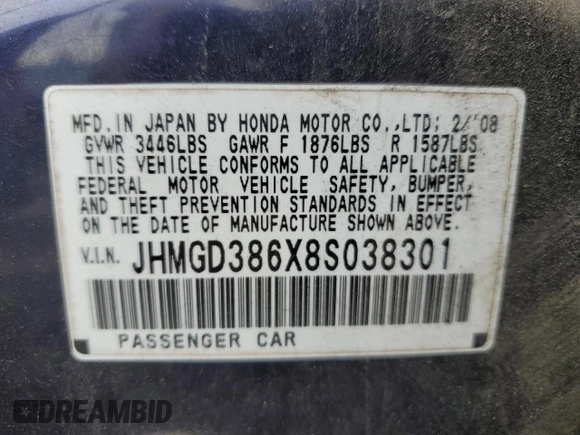 MFD. IN JAPAN BY HONDA MOTOR CO.,LTD; 2/'08
GVWR 3446LBS GAWR F 1876LBS R 1587LBS
THIS VEHICLE CONFORMS TO ALL APPLICABLE
FEDERAL MOTOR VEHICLE SAFETY, BUMPER,
AND THEFT PREVENTION STANDARDS IN EFFECT
ON THE DATE OF MANUFACTURE SHOWN ABOVE.
V.I.N. JHMGD386X8S038301
PASSENGER CAR
DREAMBID